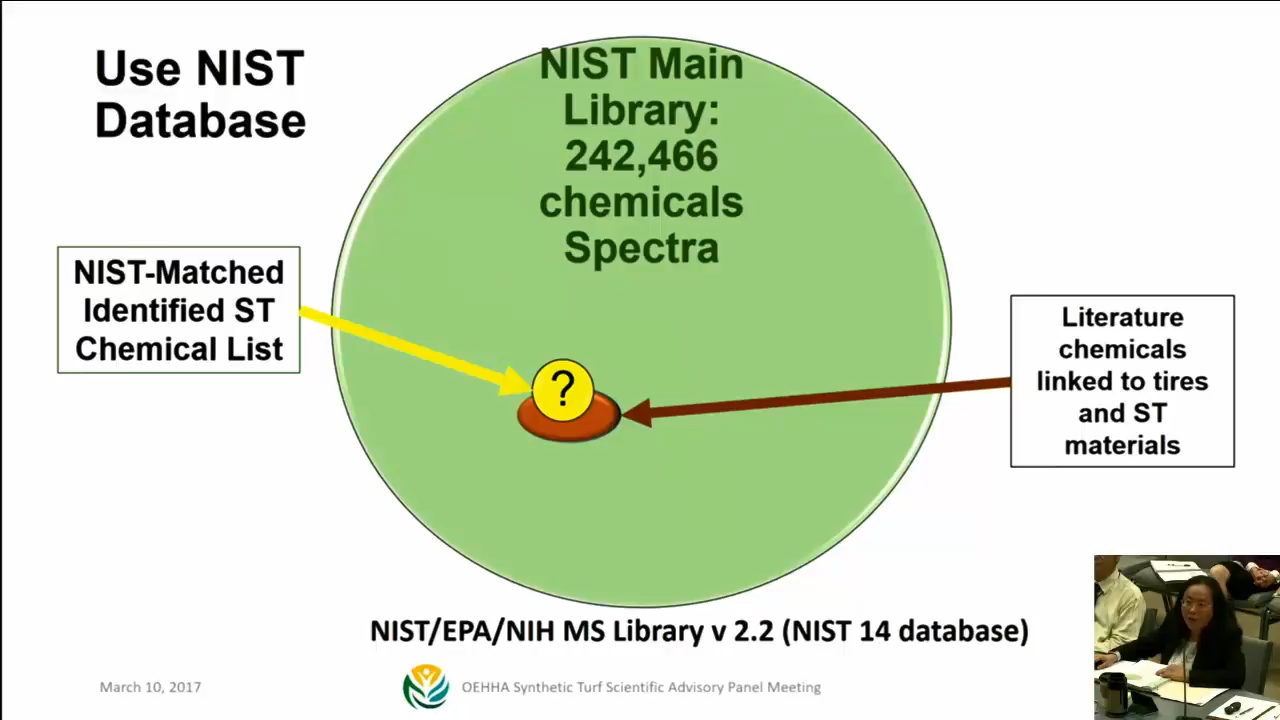 Use NIST
Database
NIST Main
Library:
242,466
chemicals
Spectra
NIST-Matched
Identified ST
Chemical List
?
Literature
chemicals
linked to tires
and ST
materials
NIST/EPA/NIH MS Library v 2.2 (NIST 14 database)
March 10, 2017
OEHHA Synthetic Turf Scientific Advisory Panel Meeting